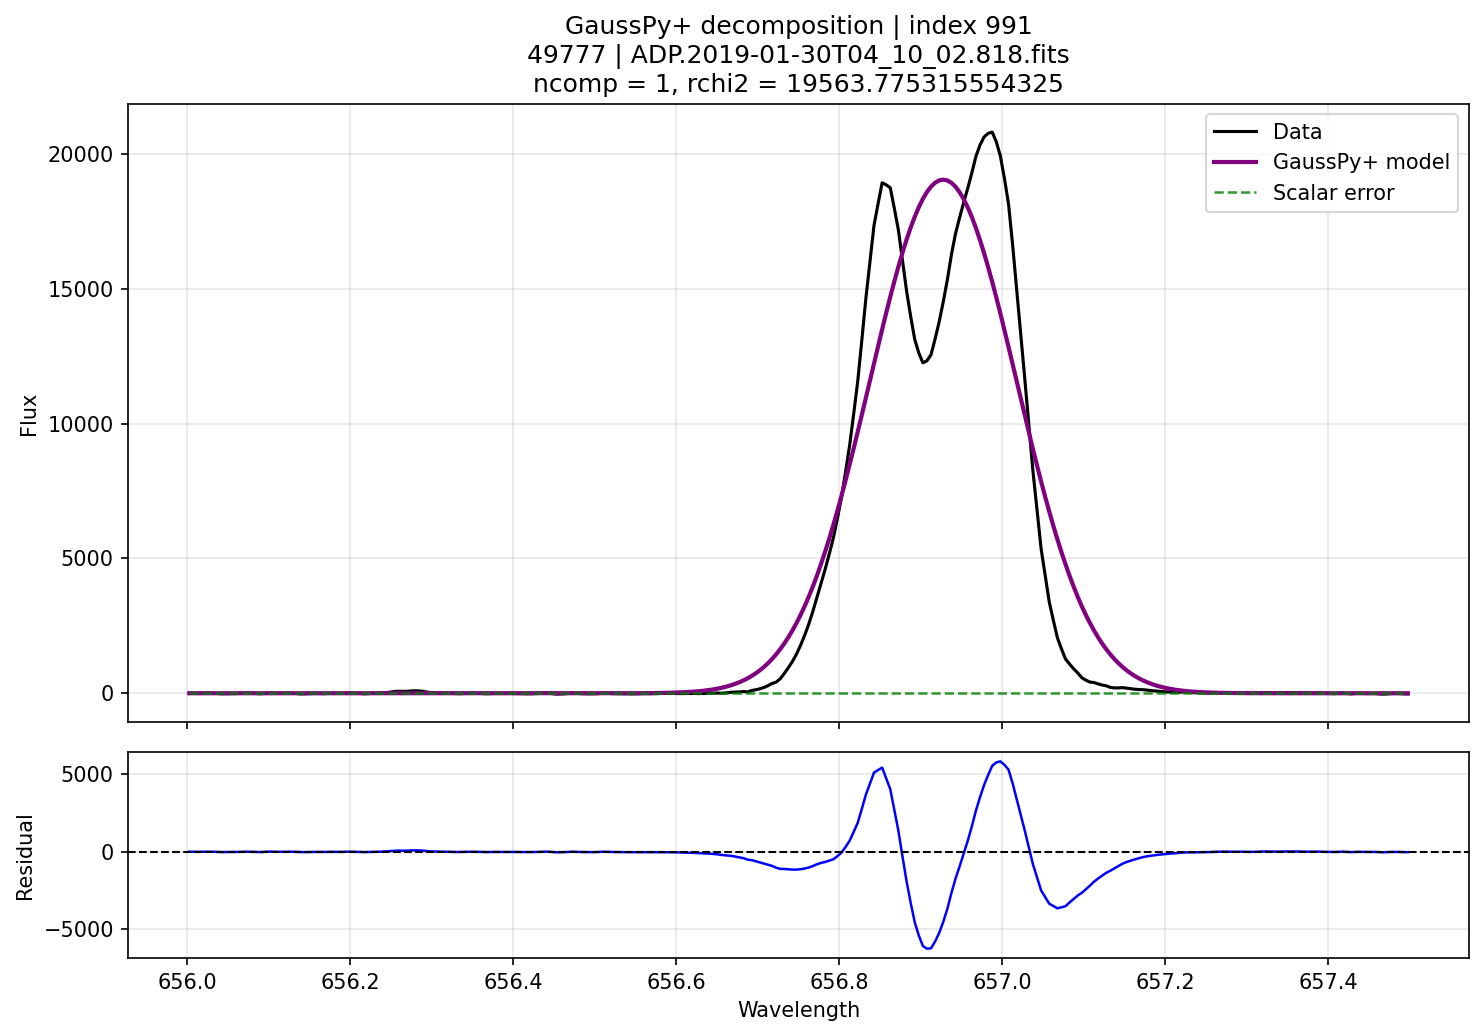 GaussPy+ decomposition | index 991
49777 | ADP.2019-01-30T04_10_02.818.fits
ncomp = 1, rchi2 = 19563.775315554325
Data
GaussPy+ model
Scalar error
Flux
20000
15000
10000
5000
0
Residual
5000
0
−5000
656.0 656.2 656.4 656.6 656.8 657.0 657.2 657.4
Wavelength